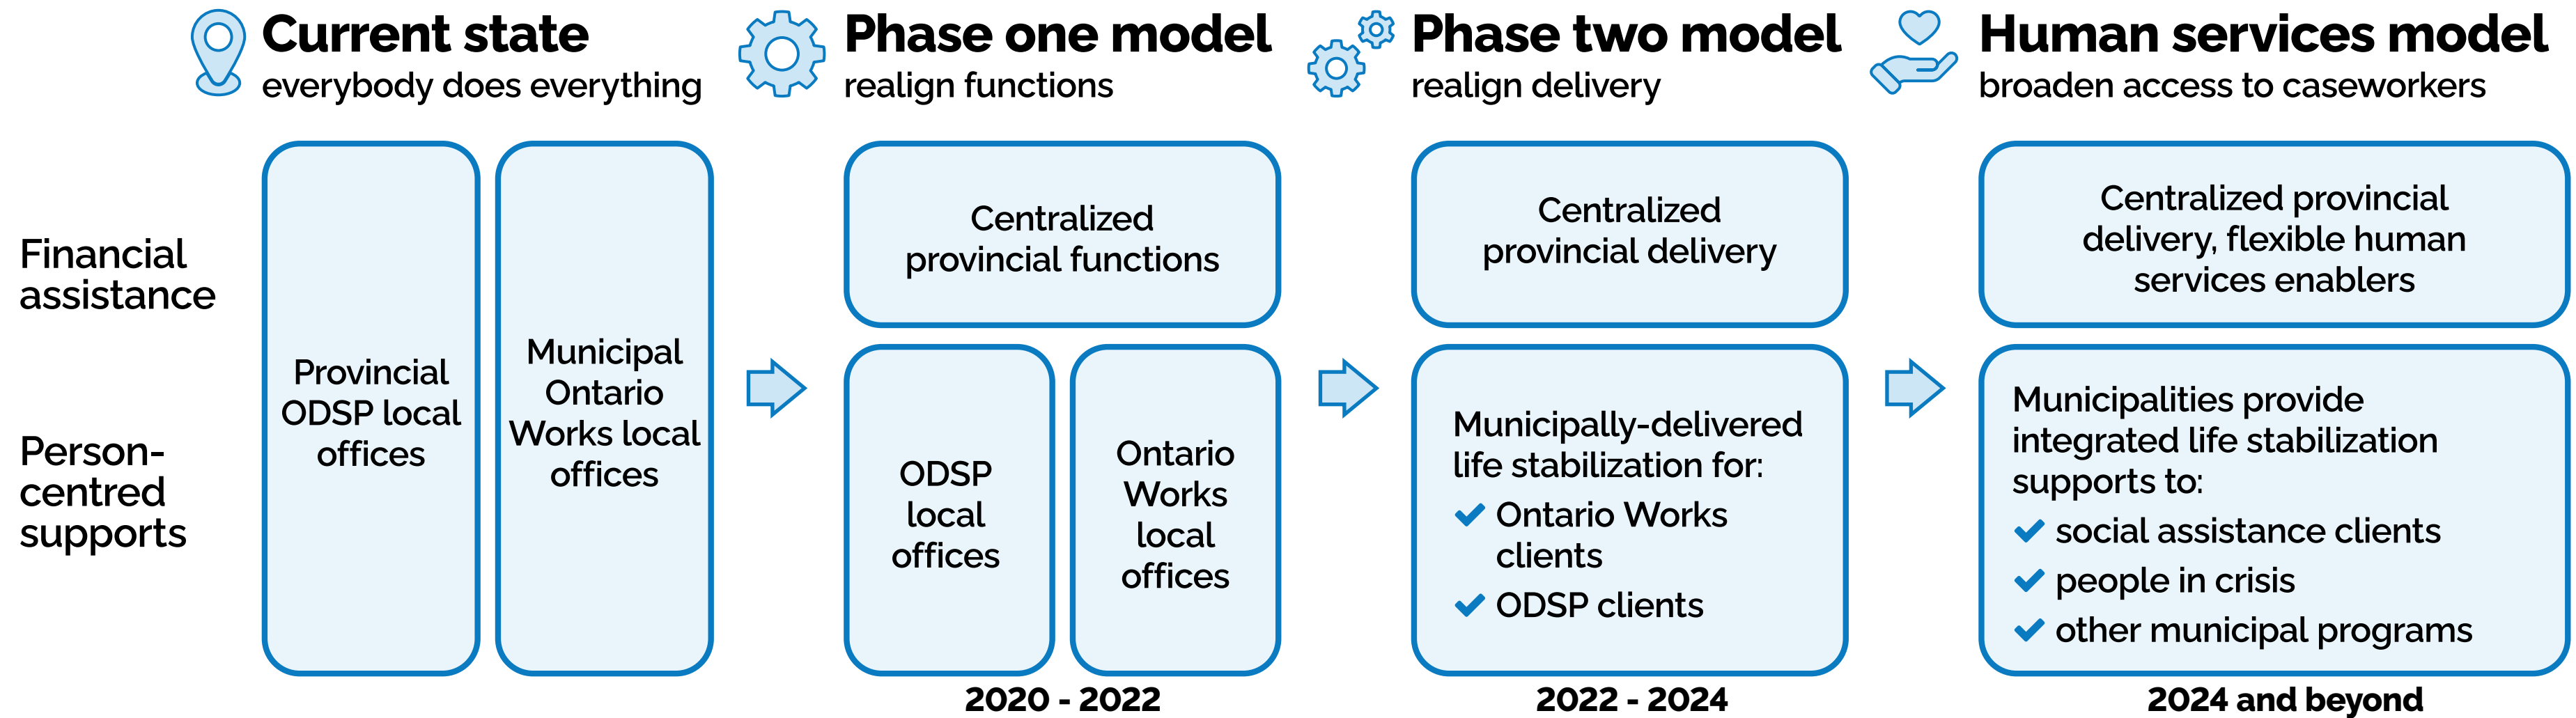 Current state
everybody does everything
Phase one model
realign functions
Phase two model
realign delivery
Human services model
broaden access to caseworkers
Financial
assistance
Person-
centred
supports
Provincial
ODSP local
offices
Municipal
Ontario
Works local
offices
Centralized
provincial functions
ODSP
local
offices
Ontario
Works
local
offices
2020 - 2022
Centralized
provincial delivery
Municipally-delivered
life stabilization for:
Ontario Works
clients
ODSP clients
2022 - 2024
Centralized provincial
delivery, flexible human
services enablers
Municipalities provide
integrated life stabilization
supports to:
social assistance clients
people in crisis
other municipal programs
2024 and beyond